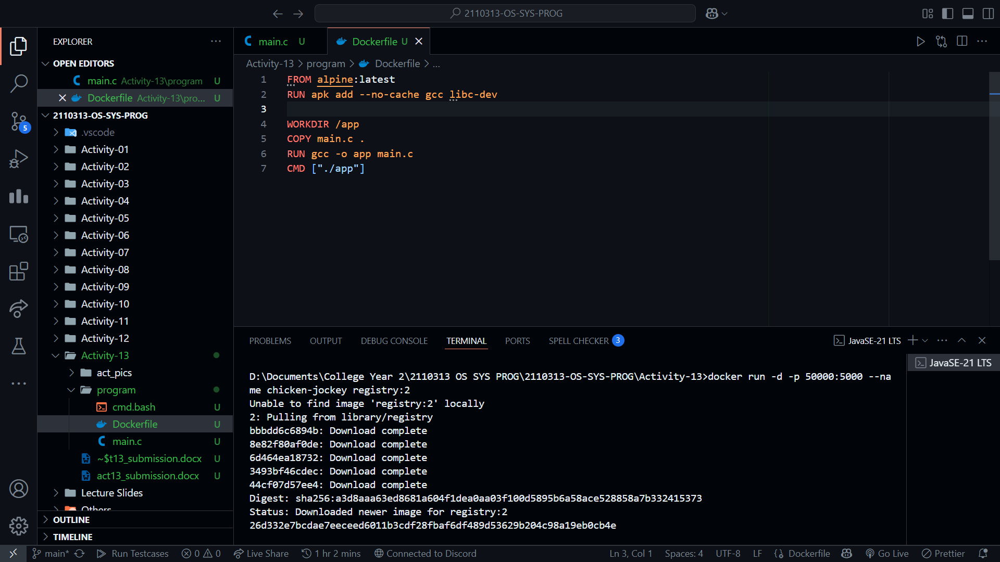 2110313-OS-SYS-PROG
EXPLORER
OPEN EDITORS
main.c Activity-13\program U
Dockerfile Activity-13\pro... U
2110313-OS-SYS-PROG
5
.vscode
Activity-01
Activity-02
Activity-03
Activity-04
Activity-05
Activity-06
Activity-07
Activity-08
Activity-09
Activity-10
Activity-11
Activity-12
Activity-13
act_pics
program
cmd.bash U
Dockerfile U
main.c U
~$t13_submission.docx U
act13_submission.docx U
Lecture Slides
Others
OUTLINE
TIMELINE
main.c U
Dockerfile U
Activity-13 > program > Dockerfile > ...
1 FROM alpine:latest
2 RUN apk add --no-cache gcc libc-dev
3
4 WORKDIR /app
5 COPY main.c .
6 RUN gcc -o app main.c
7 CMD ["./app"]
PROBLEMS OUTPUT DEBUG CONSOLE TERMINAL PORTS SPELL CHECKER 3
JavaSE-21 LTS
JavaSE-21 LTS
D:\Documents\College Year 2\2110313 OS SYS PROG\2110313-OS-SYS-PROG\Activity-13>docker run -d -p 50000:5000 --na
me chicken-jockey registry:2
Unable to find image 'registry:2' locally
2: Pulling from library/registry
bbbdd6c6894b: Download complete
8e82f80af0de: Download complete
6d464ea18732: Download complete
3493bf46cdec: Download complete
44cf07d57ee4: Download complete
Digest: sha256:a3d8aaa63ed8681a604f1dea0aa03f100d5895b6a58ace528858a7b332415373
Status: Downloaded newer image for registry:2
26d332e7bcdae7eeceed6011b3cdf28fbaf6df489d53629b204c98a19eb0cb4e
main* Run Testcases 0 0 Live Share 1 hr 2 mins Connected to Discord Ln 3, Col 1 Spaces: 4 UTF-8 LF Dockerfile Go Live Prettier